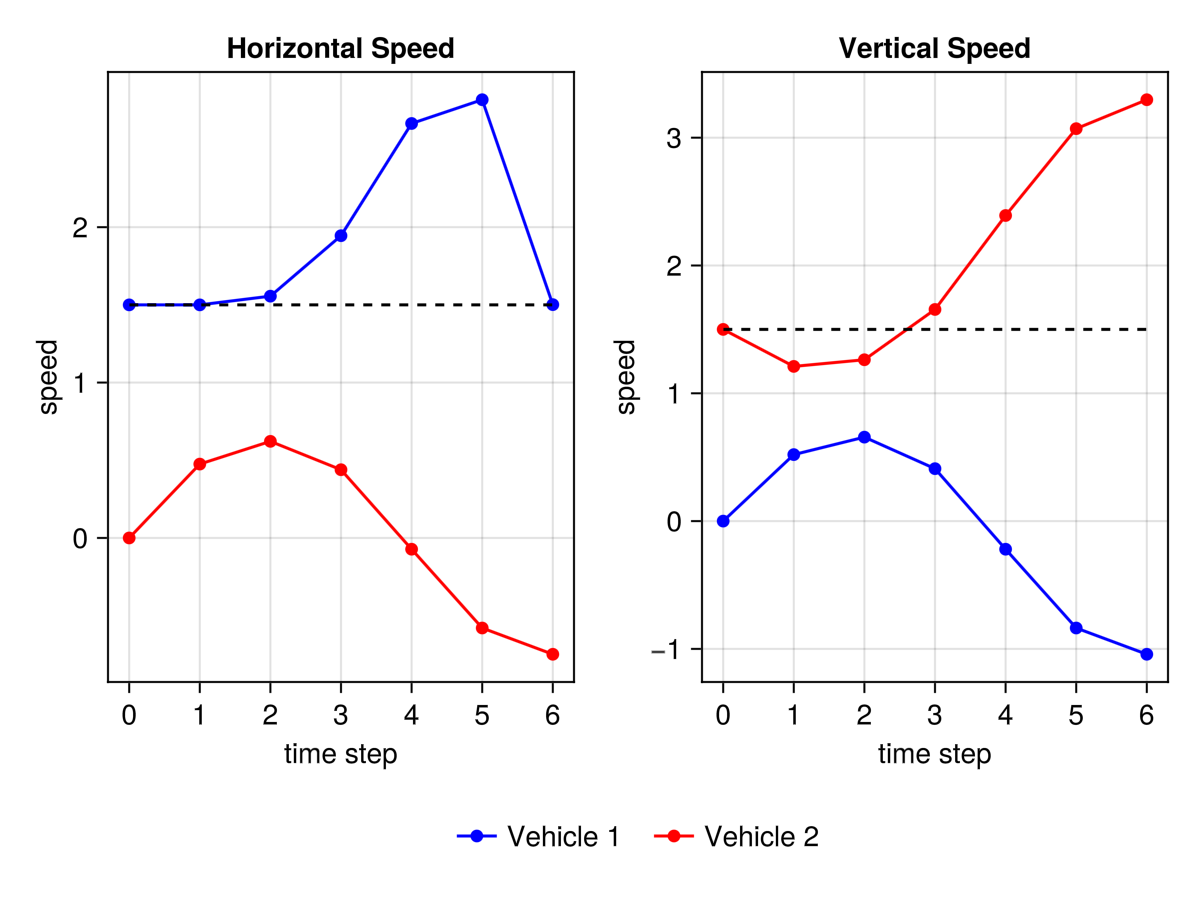 Horizontal Speed
speed
2
1
0
0 1 2 3 4 5 6
time step
Vertical Speed
speed
3
2
1
0
−1
0 1 2 3 4 5 6
time step
Vehicle 1 Vehicle 2